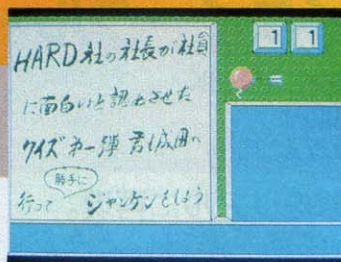 HARD社の社長が社員
に面白いと認めさせた
クイズ第一弾 君も成田へ
勝手に
行って ジャンケンをしよう
1 1